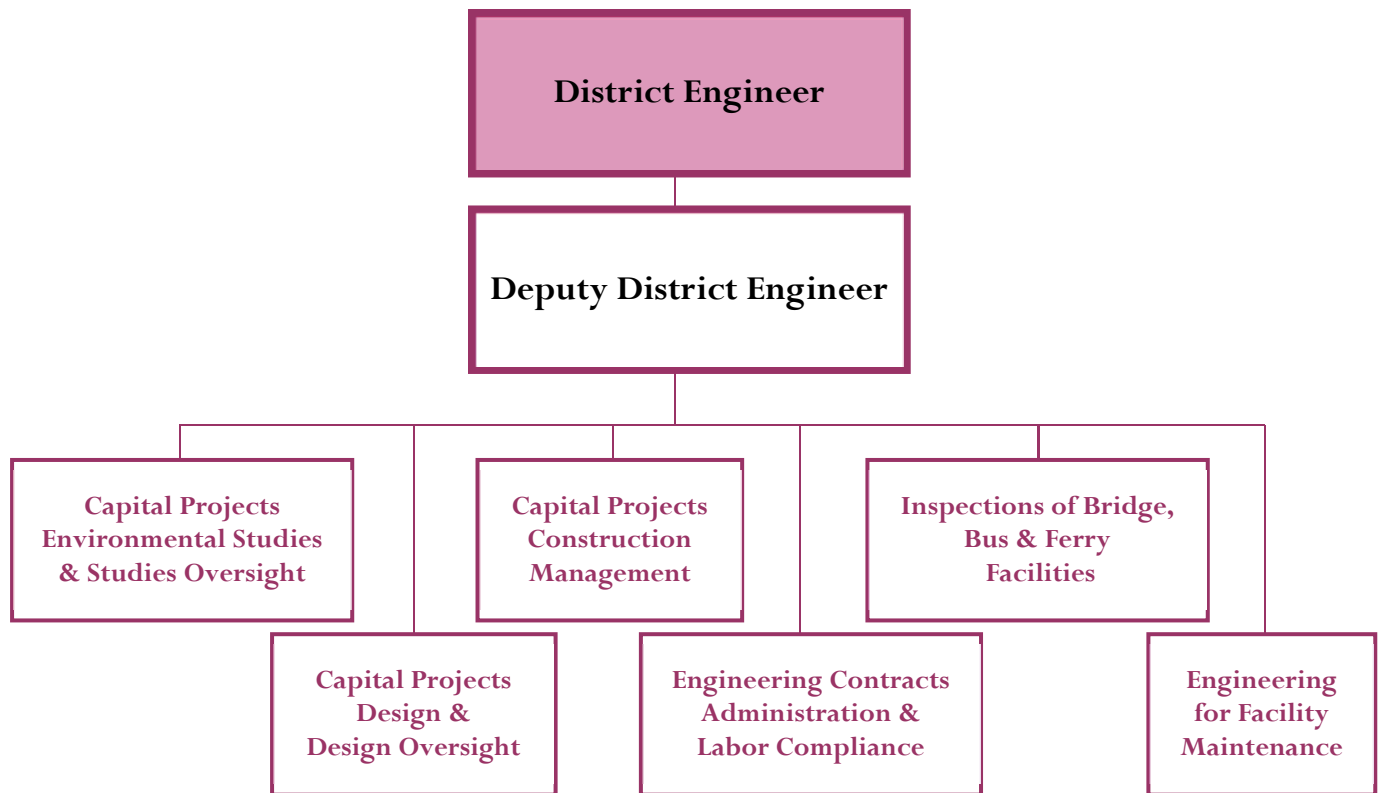 District Engineer
Deputy District Engineer
Capital Projects
Environmental Studies
& Studies Oversight
Capital Projects
Construction
Management
Inspections of Bridge,
Bus & Ferry
Facilities
Capital Projects
Design &
Design Oversight
Engineering Contracts
Administration &
Labor Compliance
Engineering
for Facility
Maintenance